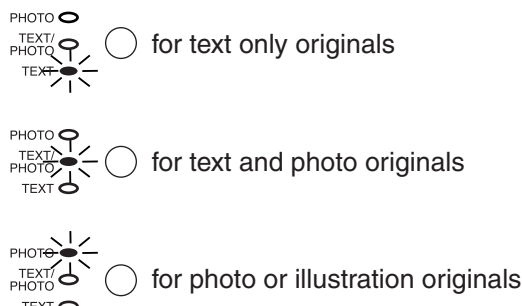 PHOTO
TEXT/
PHOTO
TEXT
for text only originals
PHOTO
TEXT/
PHOTO
TEXT
for text and photo originals
PHOTO
TEXT/
PHOTO
TEXT
for photo or illustration originals